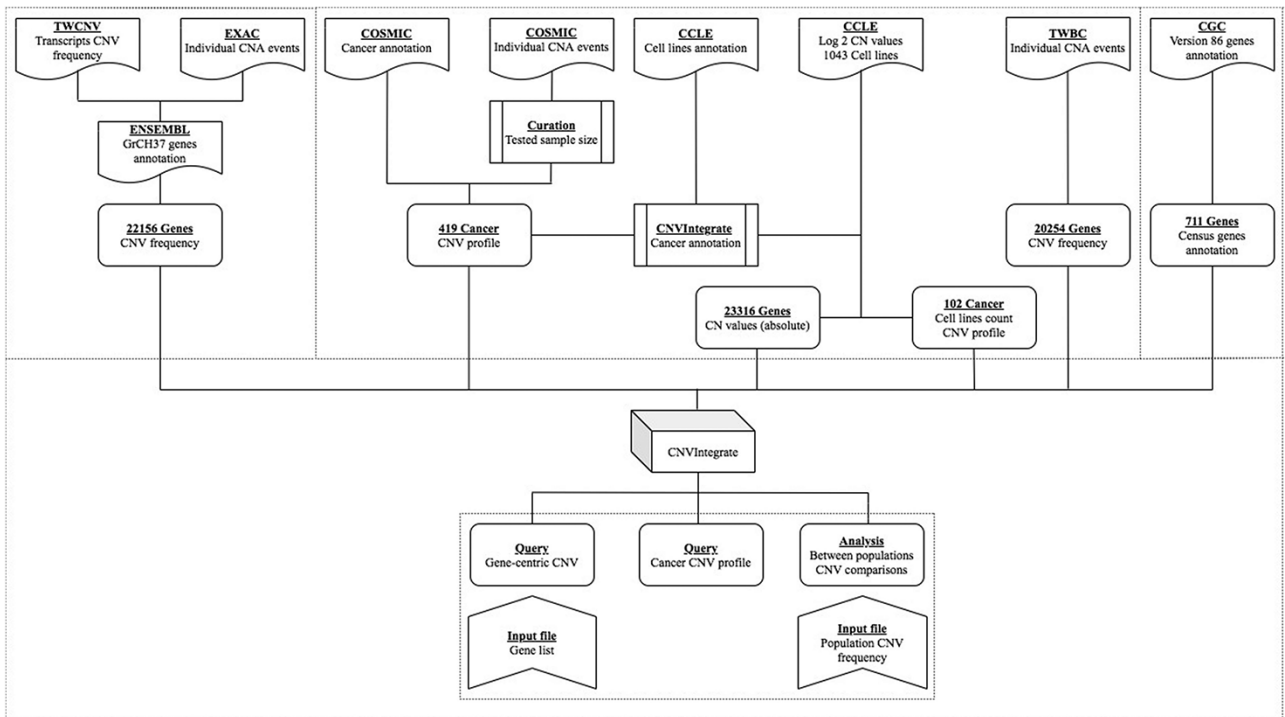 TWCNV
Transcripts CNV
frequency
EXAC
Individual CNA events
COSMIC
Cancer annotation
COSMIC
Individual CNA events
CCLE
Cell lines annotation
CCLE
Log 2 CN values
1043 Cell lines
TWBC
Individual CNA events
CGC
Version 86 genes
annotation
ENSEMBL
GrCH37 genes
annotation
Curation
Tested sample size
22156 Genes
CNV frequency
419 Cancer
CNV profile
CNVIntegrate
Cancer annotation
20254 Genes
CNV frequency
711 Genes
Census genes
annotation
23316 Genes
CN values (absolute)
102 Cancer
Cell lines count
CNV profile
CNVIntegrate
Query
Gene-centric CNV
Query
Cancer CNV profile
Analysis
Between populations
CNV comparisons
Input file
Gene list
Input file
Population CNV
frequency